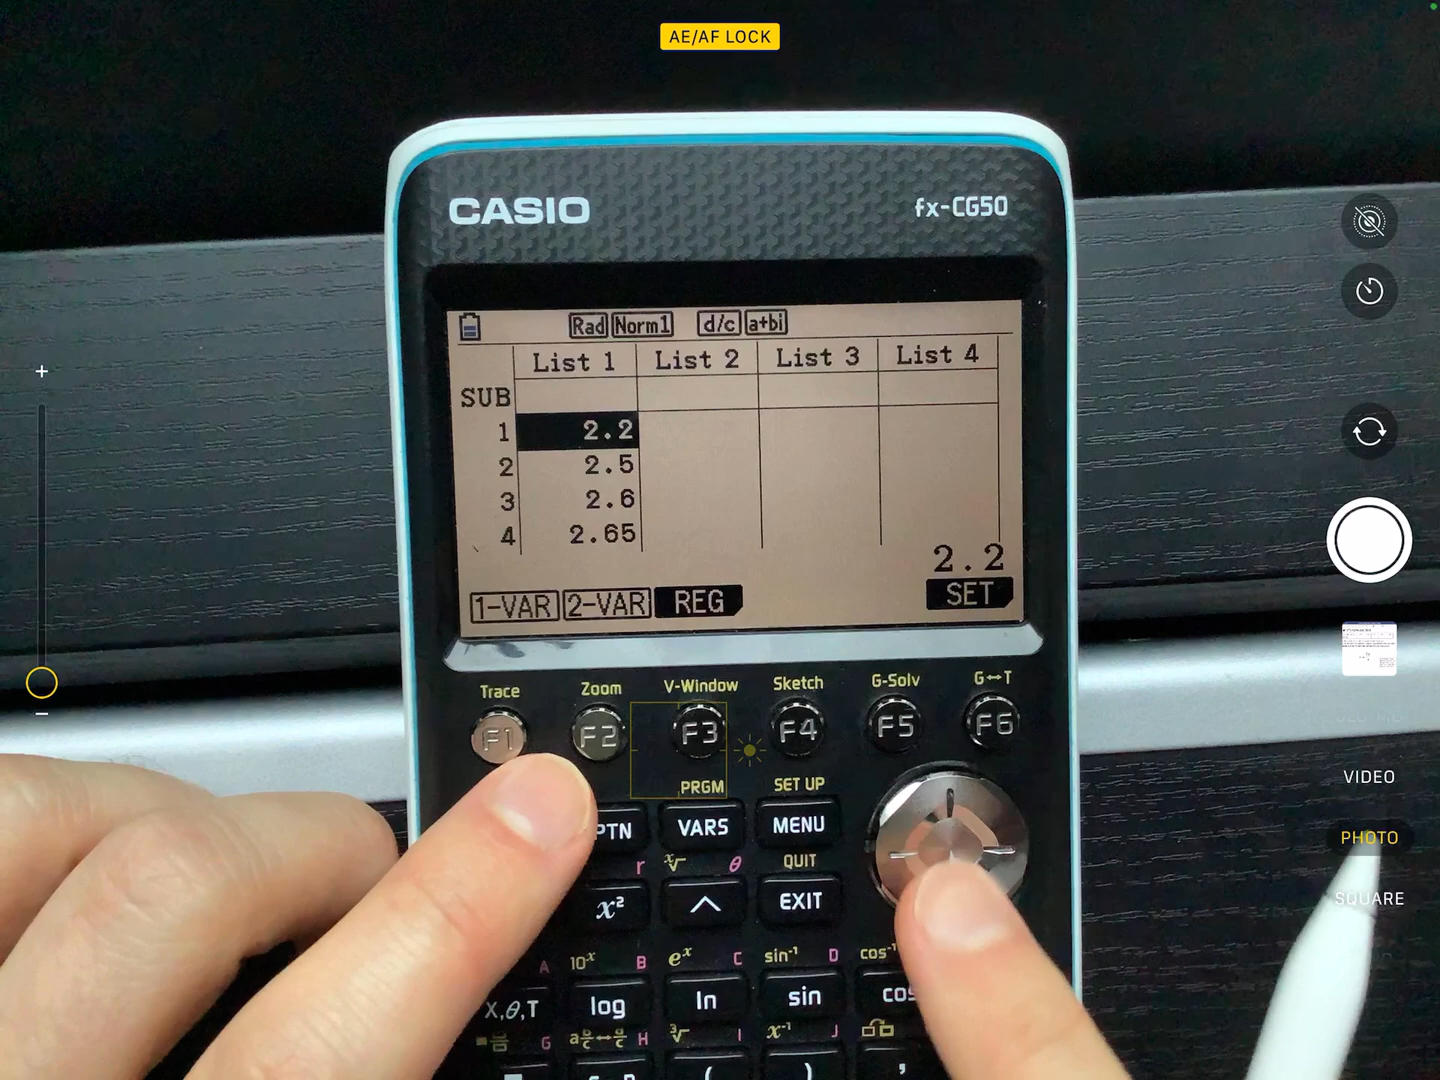 AE/AF LOCK
CASIO fx-CG50
Rad Norm1 d/c a+bi
List 1 List 2 List 3 List 4
SUB
1 2.2
2 2.5
3 2.6
4 2.65
2.2
1-VAR 2-VAR REG SET
Trace Zoom V-Window Sketch G-Solv G↔T
F1 F2 F3 F4 F5 F6
PRGM SET UP
PTN VARS MENU
r x√ θ QUIT
x² ^ EXIT
A 10ˣ B eˣ C sin⁻¹ D cos⁻¹
X,θ,T log ln sin cos
G a b/c↔d/c H ³√ I x⁻¹ J
( ) ,
+
−
VIDEO
PHOTO
SQUARE